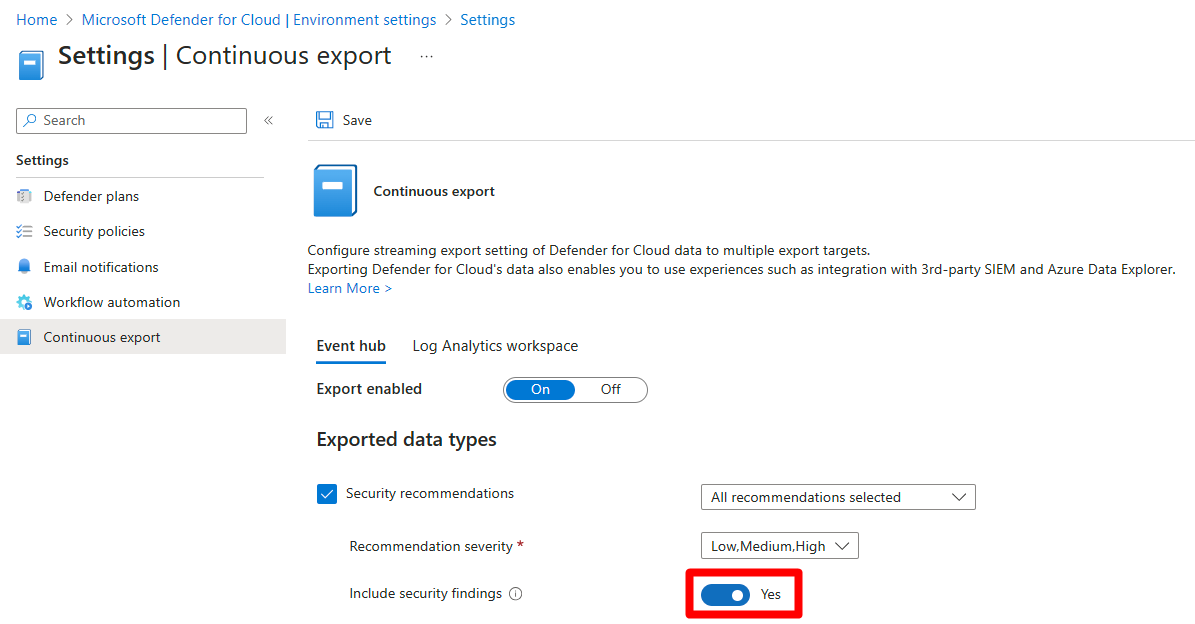 Home > Microsoft Defender for Cloud | Environment settings > Settings
Settings | Continuous export ...
Search «
Settings
Defender plans
Security policies
Email notifications
Workflow automation
Continuous export
Save
Continuous export
Configure streaming export setting of Defender for Cloud data to multiple export targets.
Exporting Defender for Cloud's data also enables you to use experiences such as integration with 3rd-party SIEM and Azure Data Explorer.
Learn More >
Event hub Log Analytics workspace
Export enabled On Off
Exported data types
Security recommendations All recommendations selected
Recommendation severity * Low,Medium,High
Include security findings Yes